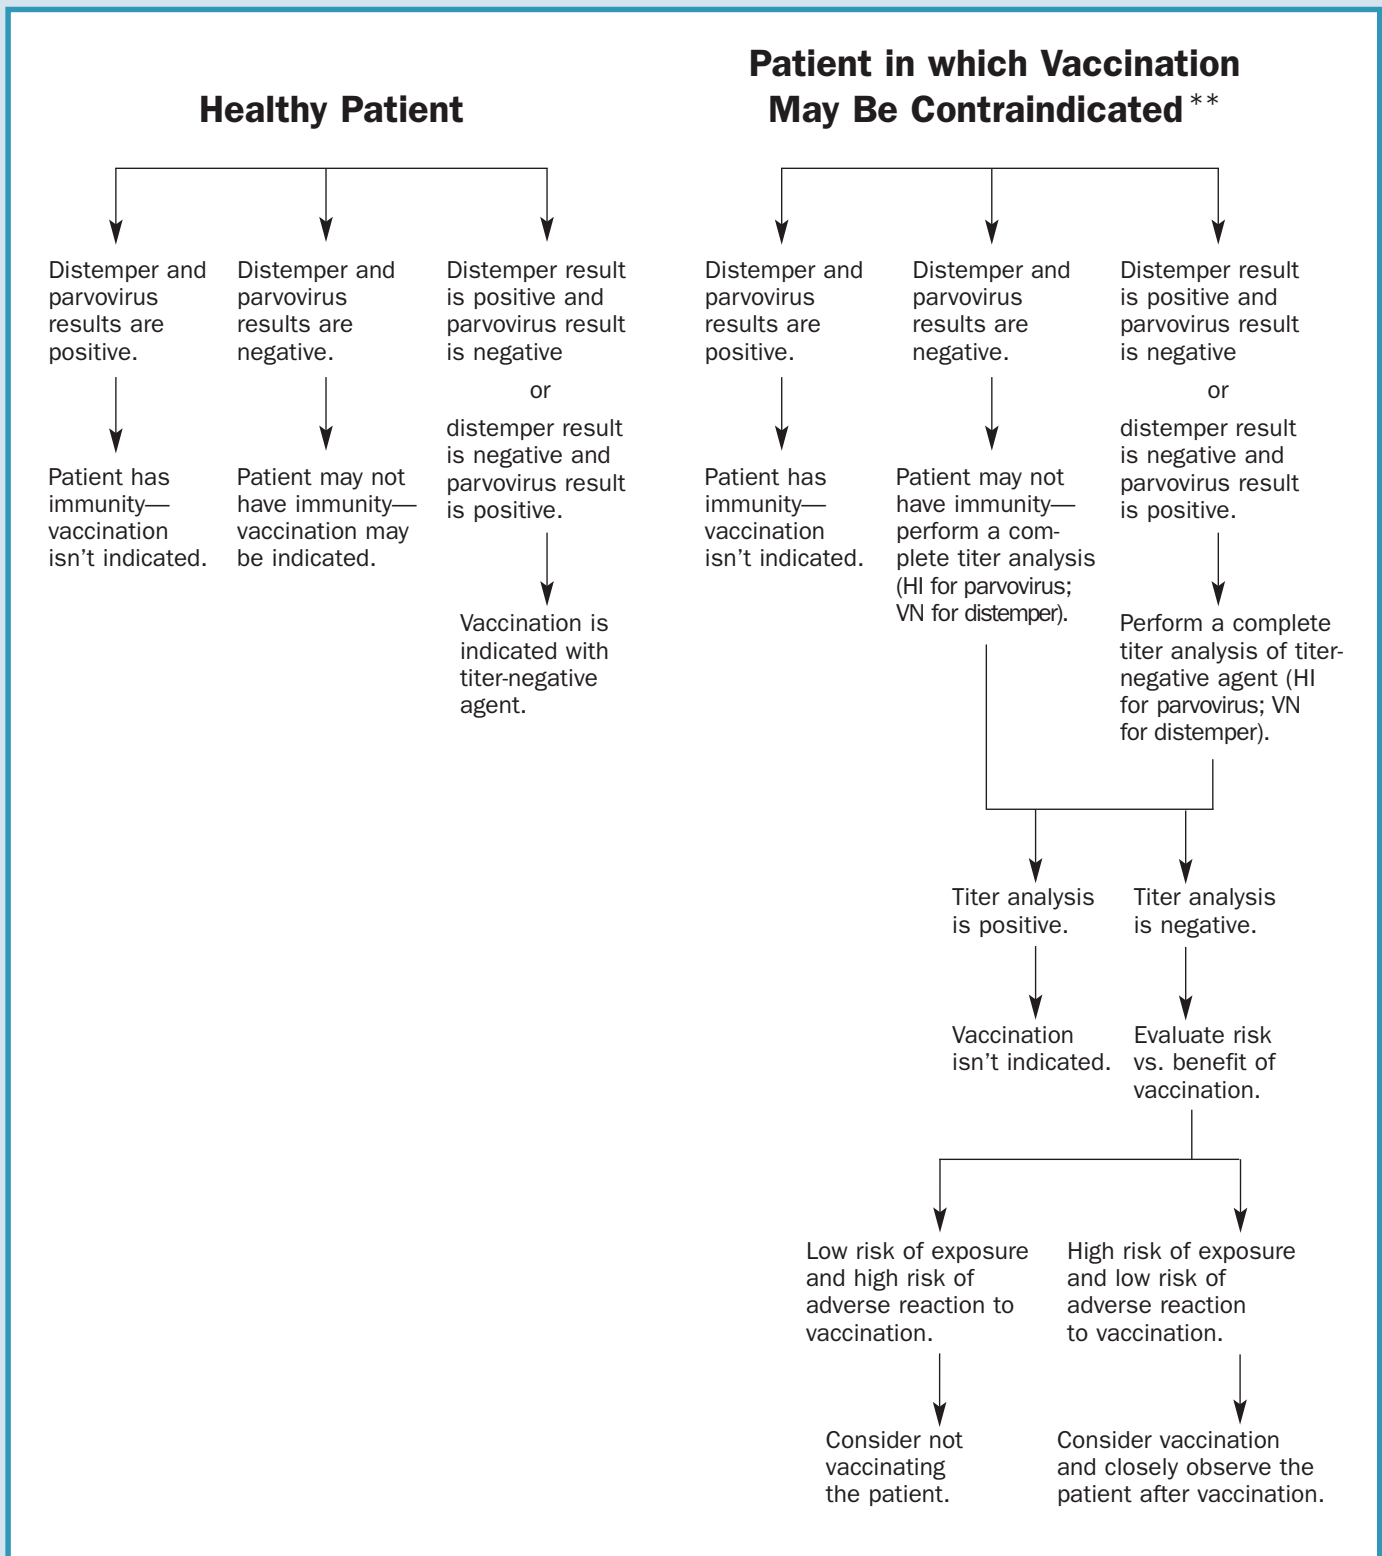 Healthy Patient
Distemper and
parvovirus
results are
positive.
Patient has
immunity—
vaccination
isn't indicated.
Distemper and
parvovirus
results are
negative.
Patient may not
have immunity—
vaccination may
be indicated.
Distemper result
is positive and
parvovirus result
is negative
or
distemper result
is negative and
parvovirus result
is positive.
Vaccination is
indicated with
titer-negative
agent.
Patient in which Vaccination
May Be Contraindicated**
Distemper and
parvovirus
results are
positive.
Patient has
immunity—
vaccination
isn't indicated.
Distemper and
parvovirus
results are
negative.
Patient may not
have immunity—
perform a com-
plete titer analysis
(HI for parvovirus;
VN for distemper).
Distemper result
is positive and
parvovirus result
is negative
or
distemper result
is negative and
parvovirus result
is positive.
Perform a complete
titer analysis of titer-
negative agent (HI
for parvovirus; VN
for distemper).
Titer analysis
is positive.
Vaccination
isn't indicated.
Titer analysis
is negative.
Evaluate risk
vs. benefit of
vaccination.
Low risk of exposure
and high risk of
adverse reaction to
vaccination.
Consider not
vaccinating
the patient.
High risk of exposure
and low risk of
adverse reaction
to vaccination.
Consider vaccination
and closely observe the
patient after vaccination.